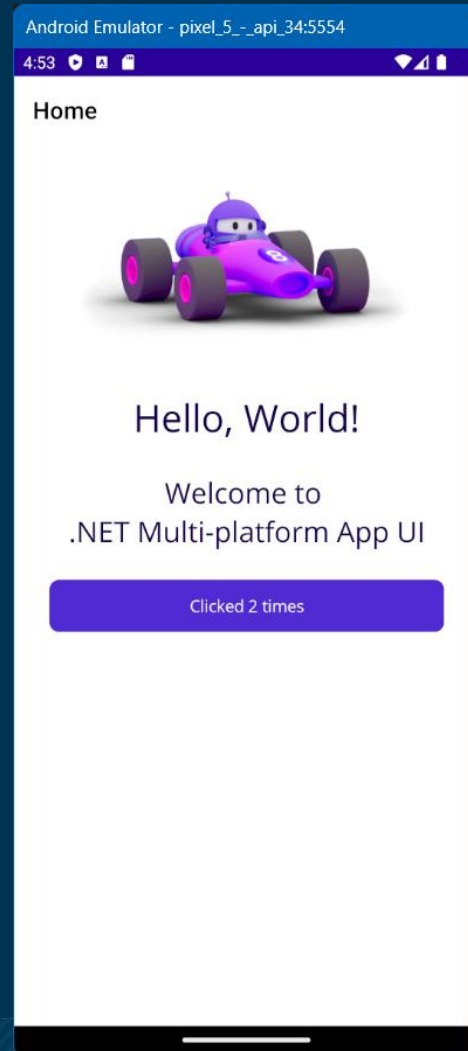 Android Emulator - pixel_5_-_api_34:5554
4:53
Home
8
Hello, World!
Welcome to
.NET Multi-platform App UI
Clicked 2 times